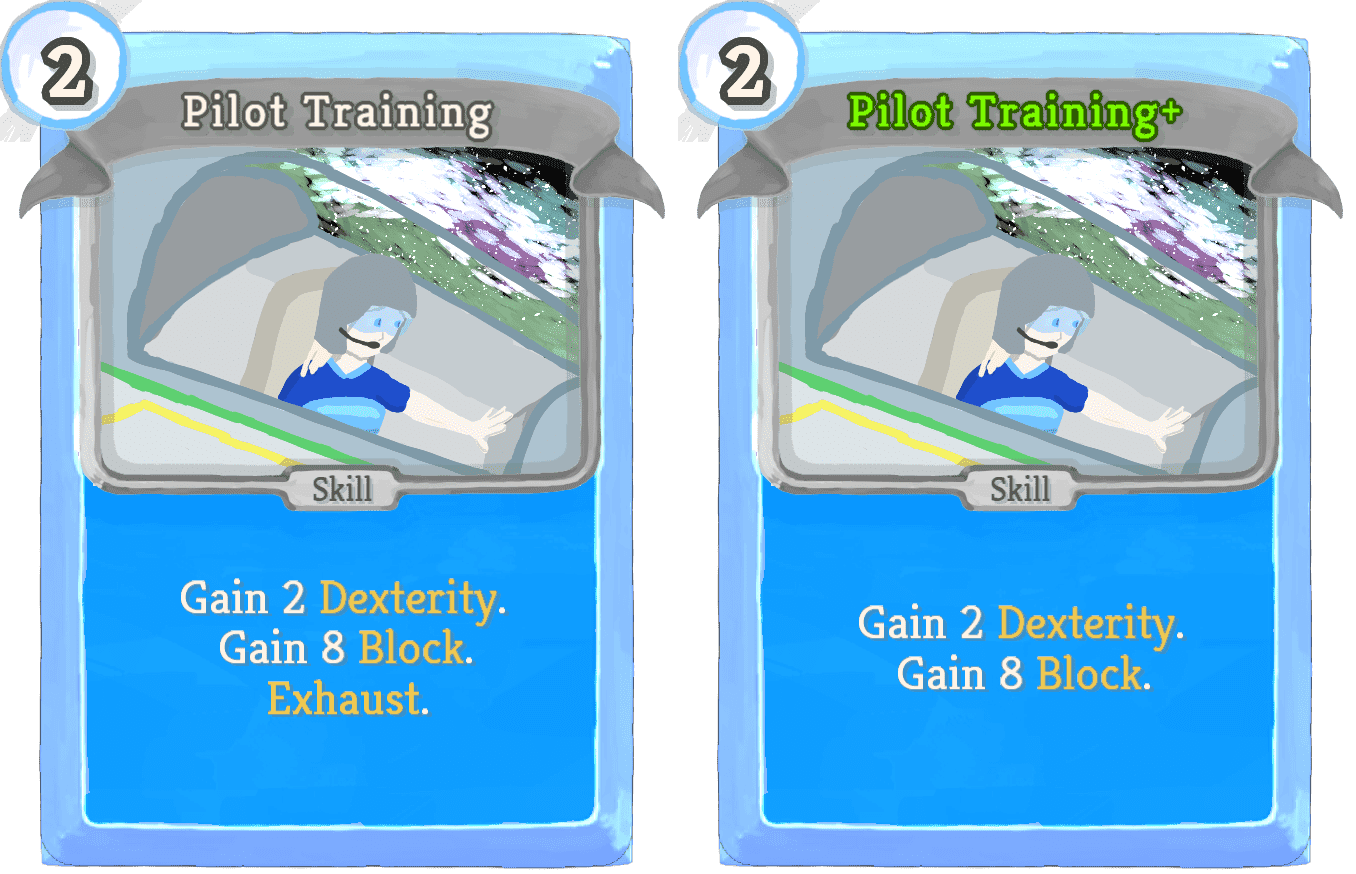 2
Pilot Training
Skill
Gain 2 Dexterity.
Gain 8 Block.
Exhaust.
2
Pilot Training+
Skill
Gain 2 Dexterity.
Gain 8 Block.